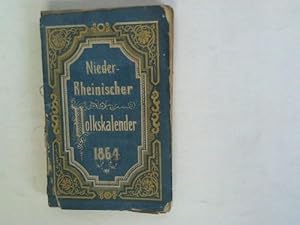 Nieder-
Rheinischer
Volkskalender
1864